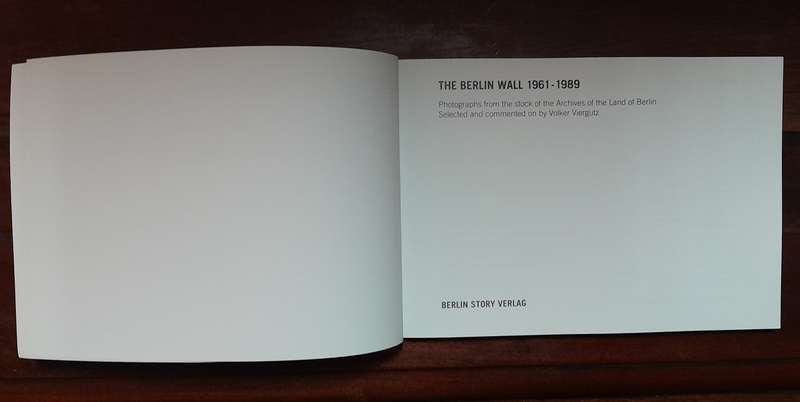 THE BERLIN WALL 1961-1989
Photographs from the stock of the Archives of the Land of Berlin
Selected and commented on by Volker Viergutz
BERLIN STORY VERLAG